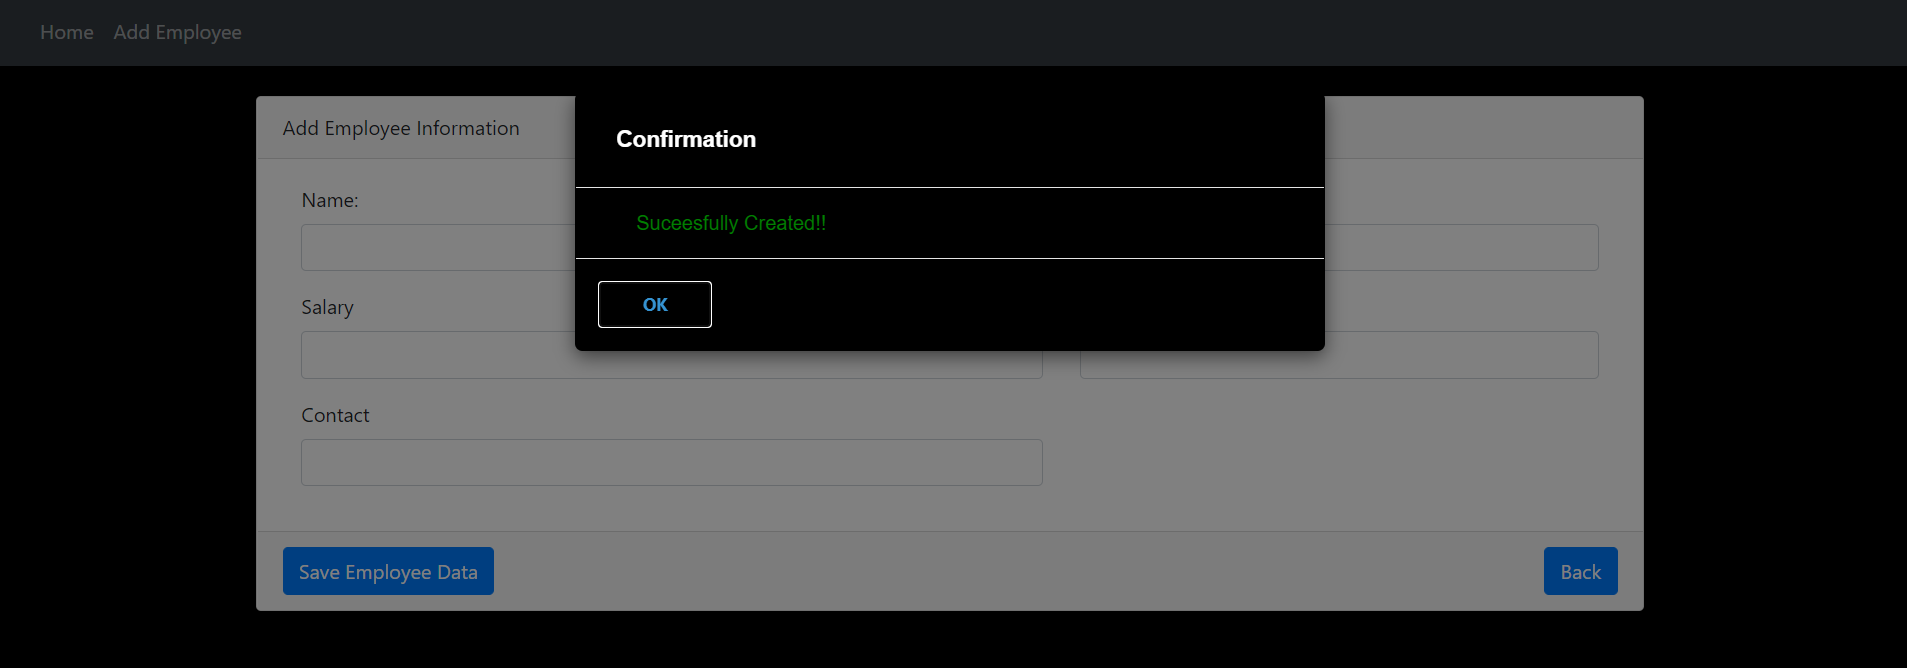 Home Add Employee
Add Employee Information
Confirmation
Name:
Suceesfully Created!!
OK
Salary
Contact
Save Employee Data Back